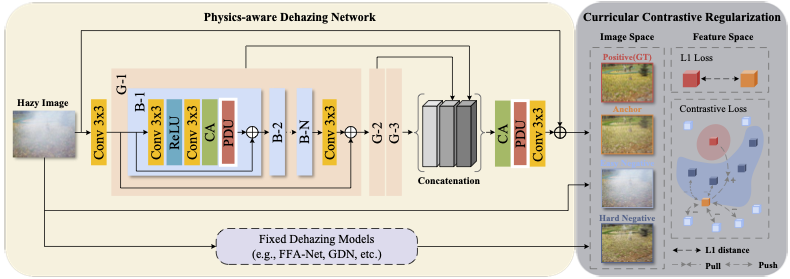 Physics-aware Dehazing Network
Curricular Contrastive Regularization
Image Space
Feature Space
Hazy Image
Conv 3x3
G-1
B-1
Conv 3x3
ReLU
Conv 3x3
CA
PDU
B-2
B-N
Conv 3x3
G-2
G-3
Concatenation
CA
PDU
Conv 3x3
Fixed Dehazing Models
(e.g., FFA-Net, GDN, etc.)
Positive(GT)
Anchor
Hard Negative
L1 Loss
Contrastive Loss
L1 distance
Pull
Push